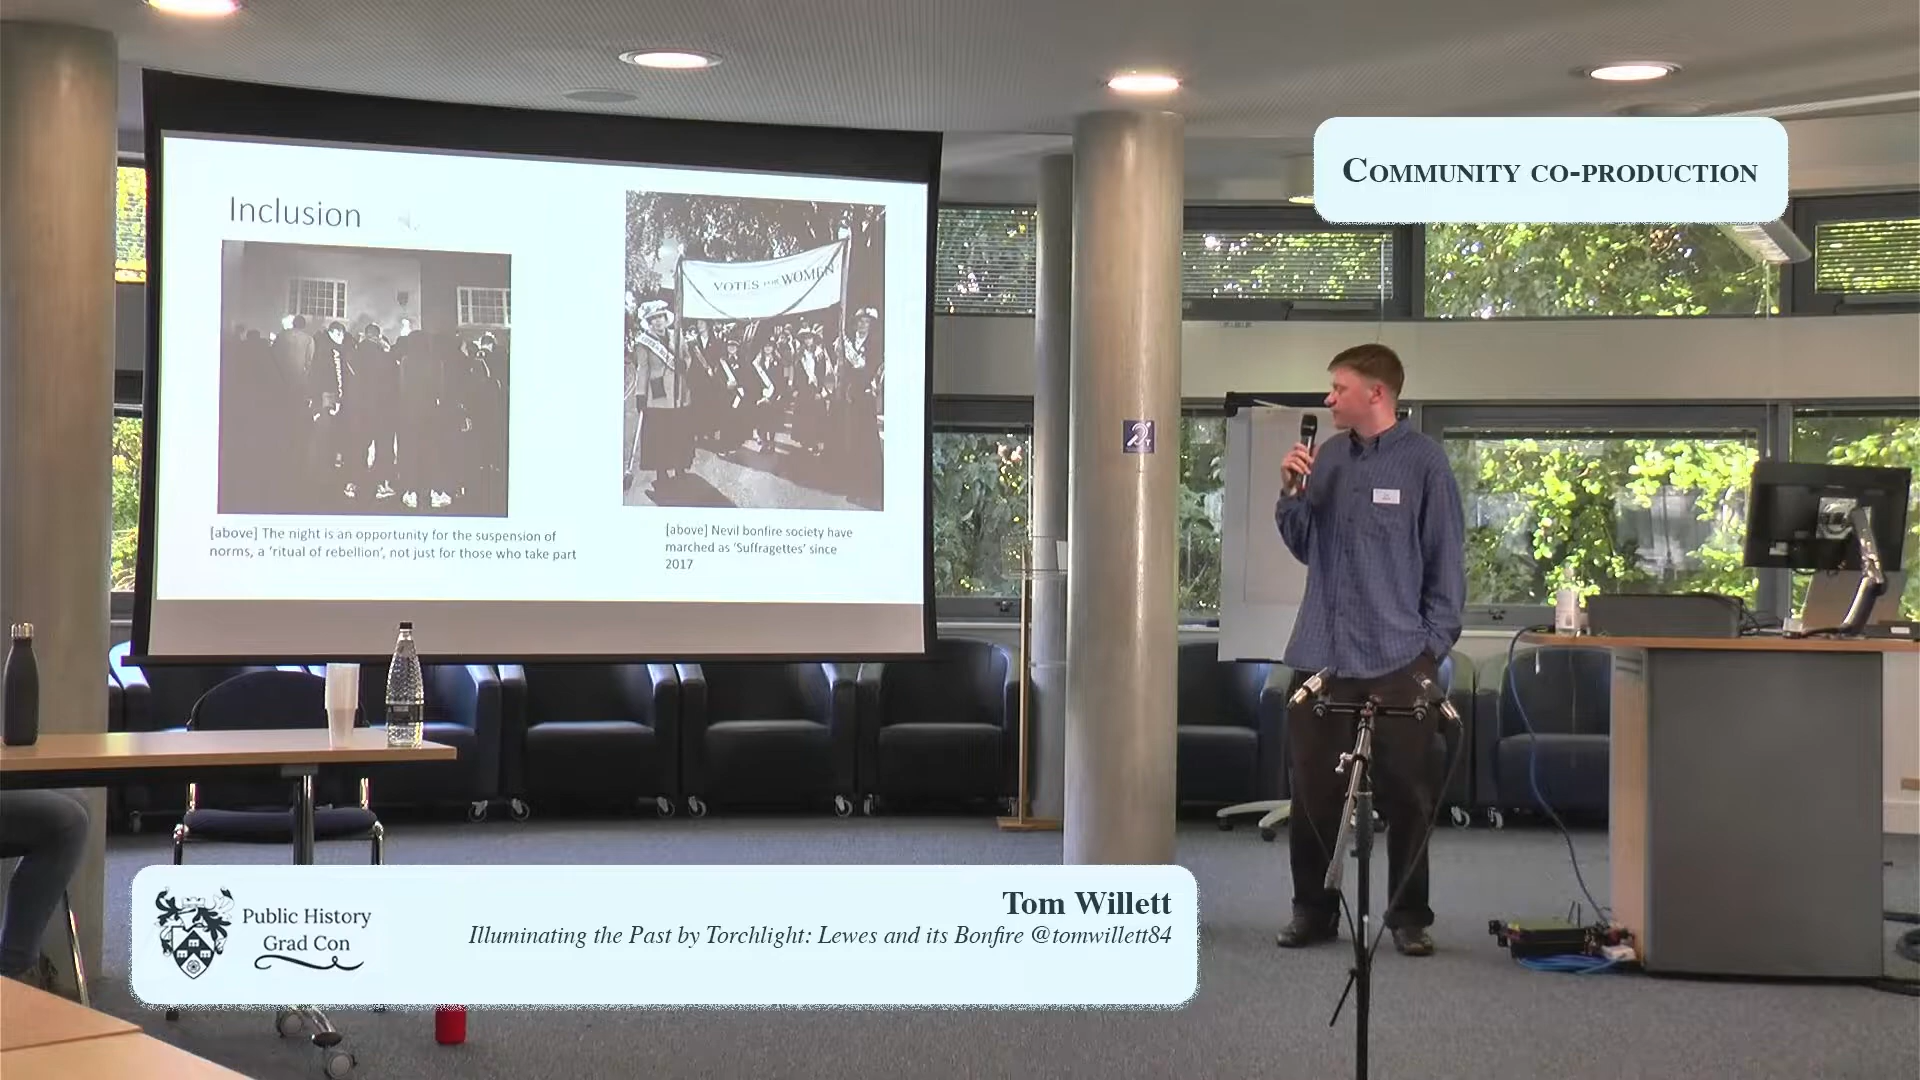 Community co-production
Inclusion
VOTES FOR WOMEN
[above] The night is an opportunity for the suspension of
norms, a 'ritual of rebellion', not just for those who take part
[above] Nevil bonfire society have
marched as 'Suffragettes' since
2017
T
Public History
Grad Con
Tom Willett
Illuminating the Past by Torchlight: Lewes and its Bonfire @tomwillett84